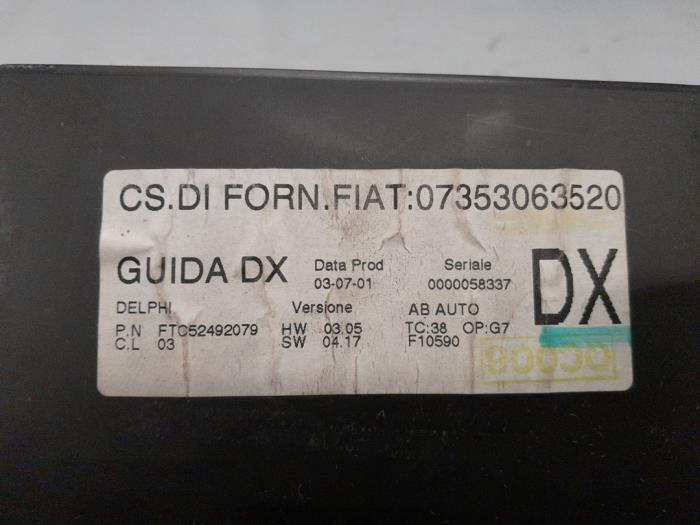 CS.DI FORN.FIAT:07353063520
GUIDA DX Data Prod Seriale DX
03-07-01 0000058337
DELPHI Versione AB AUTO
P.N FTC52492079 HW 03.05 TC:38 OP:G7
C.L 03 SW 04.17 F10590